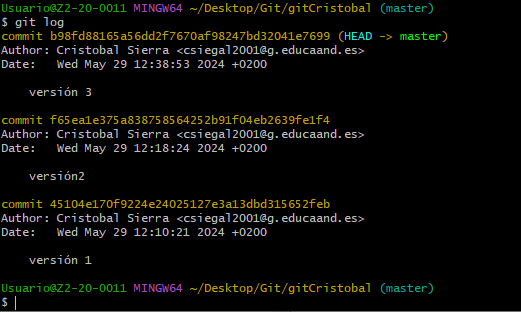 Usuario@Z2-20-0011 MINGW64 ~/Desktop/Git/gitCristobal (master)
$ git log
commit b98fd88165a56dd2f7670af98247bd32041e7699 (HEAD -> master)
Author: Cristobal Sierra <csiegal2001@g.educaand.es>
Date:   Wed May 29 12:38:53 2024 +0200
    versión 3
commit f65ea1e375a838758564252b91f04eb2639fe1f4
Author: Cristobal Sierra <csiegal2001@g.educaand.es>
Date:   Wed May 29 12:18:24 2024 +0200
    versión2
commit 45104e170f9224e24025127e3a13dbd315652feb
Author: Cristobal Sierra <csiegal2001@g.educaand.es>
Date:   Wed May 29 12:10:21 2024 +0200
    versión 1
Usuario@Z2-20-0011 MINGW64 ~/Desktop/Git/gitCristobal (master)
$